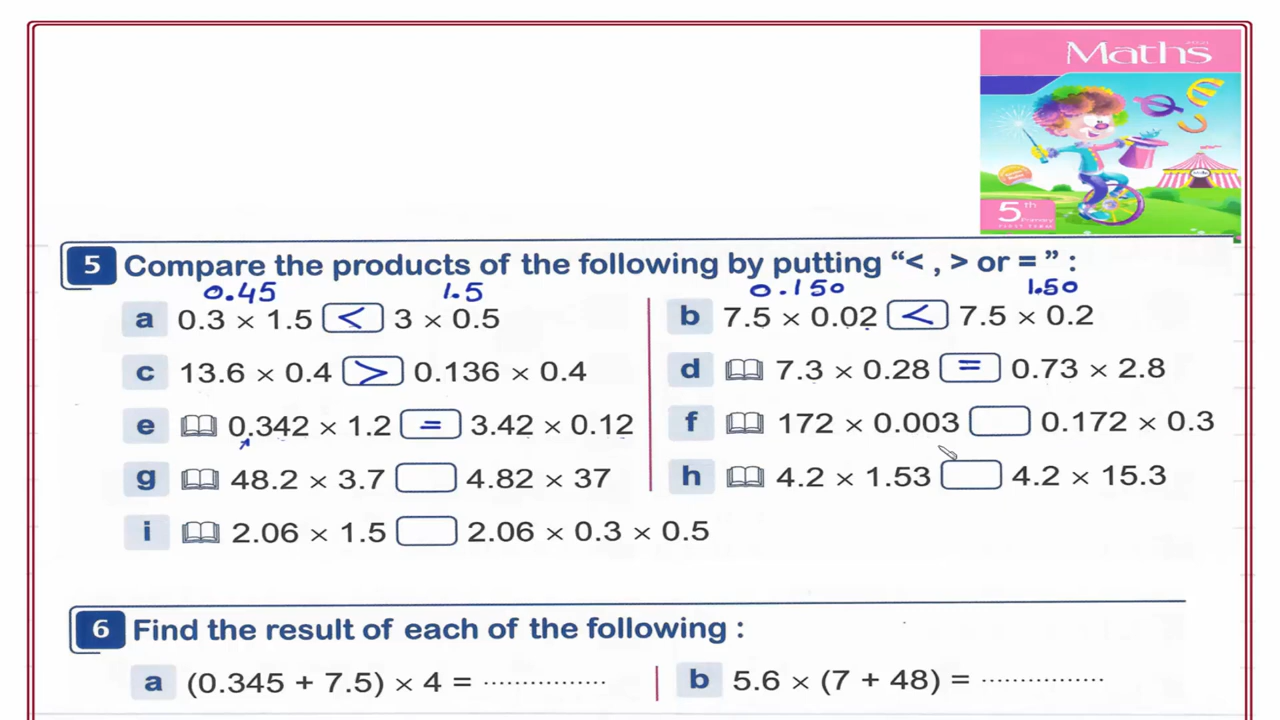 Maths
5th
Primary
5 Compare the products of the following by putting “< , > or = ” :
0.45 1.5
a 0.3 × 1.5 < 3 × 0.5
0.150 1.50
b 7.5 × 0.02 < 7.5 × 0.2
c 13.6 × 0.4 > 0.136 × 0.4
d 7.3 × 0.28 = 0.73 × 2.8
e 0.342 × 1.2 = 3.42 × 0.12
f 172 × 0.003 0.172 × 0.3
g 48.2 × 3.7 4.82 × 37
h 4.2 × 1.53 4.2 × 15.3
i 2.06 × 1.5 2.06 × 0.3 × 0.5
6 Find the result of each of the following :
a (0.345 + 7.5) × 4 = ...............
b 5.6 × (7 + 48) = ...............